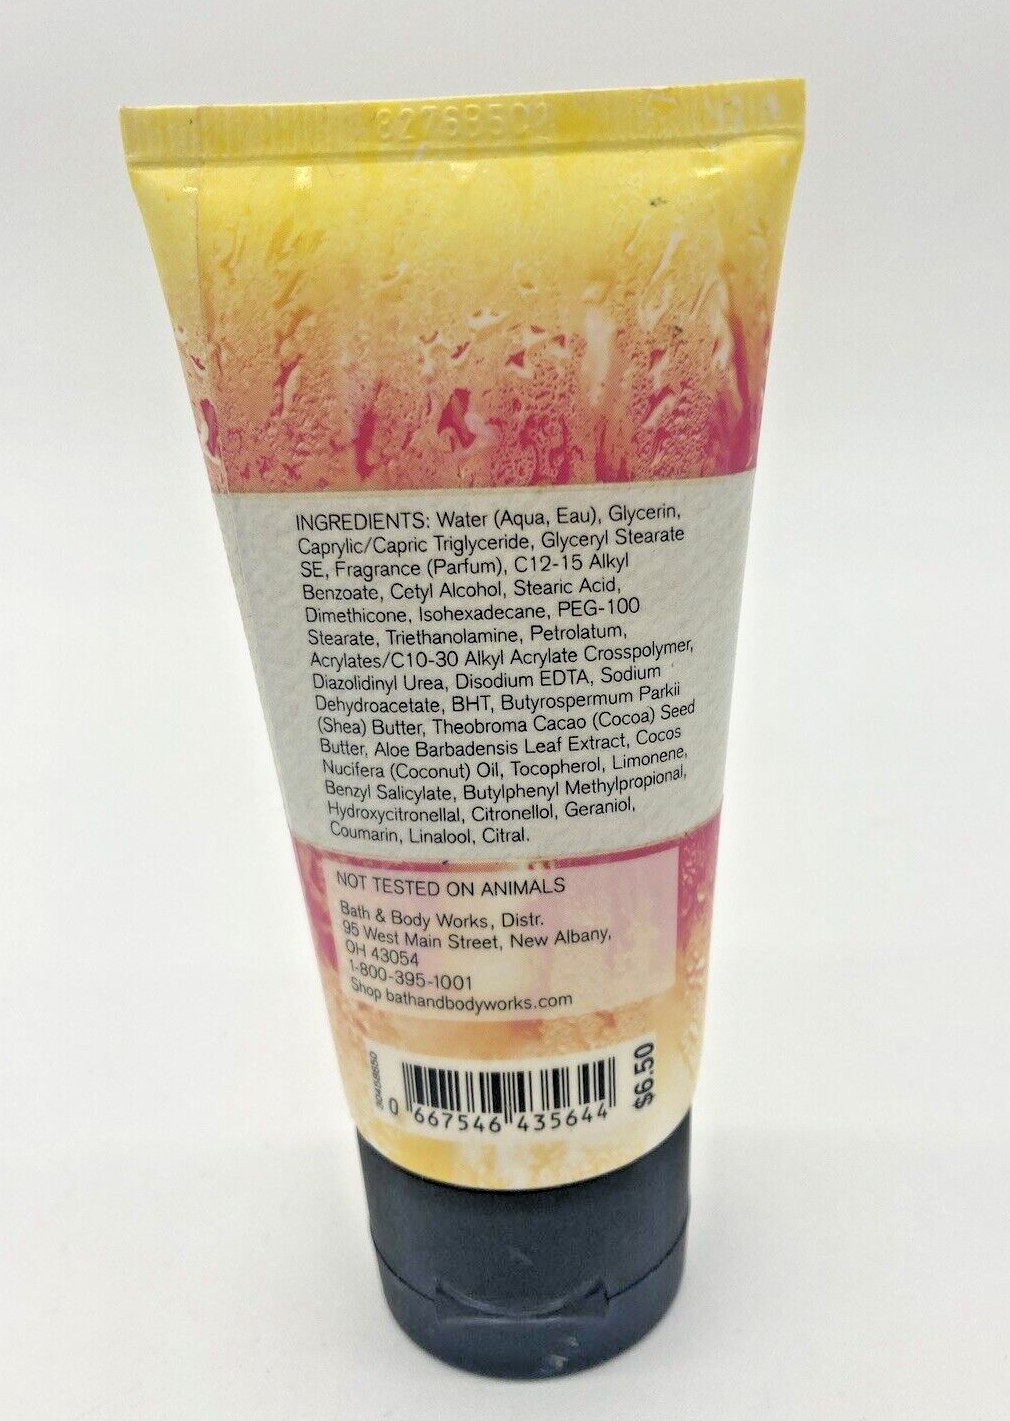 INGREDIENTS: Water (Aqua, Eau), Glycerin,
Caprylic/Capric Triglyceride, Glyceryl Stearate
SE, Fragrance (Parfum), C12-15 Alkyl
Benzoate, Cetyl Alcohol, Stearic Acid,
Dimethicone, Isohexadecane, PEG-100
Stearate, Triethanolamine, Petrolatum,
Acrylates/C10-30 Alkyl Acrylate Crosspolymer,
Diazolidinyl Urea, Disodium EDTA, Sodium
Dehydroacetate, BHT, Butyrospermum Parkii
(Shea) Butter, Theobroma Cacao (Cocoa) Seed
Butter, Aloe Barbadensis Leaf Extract, Cocos
Nucifera (Coconut) Oil, Tocopherol, Limonene,
Benzyl Salicylate, Butylphenyl Methylpropional,
Hydroxycitronellal, Citronellol, Geraniol,
Coumarin, Linalool, Citral.
NOT TESTED ON ANIMALS
Bath & Body Works, Distr.
95 West Main Street, New Albany,
OH 43054
1-800-395-1001
Shop bathandbodyworks.com
$6.50
0 667546 435644